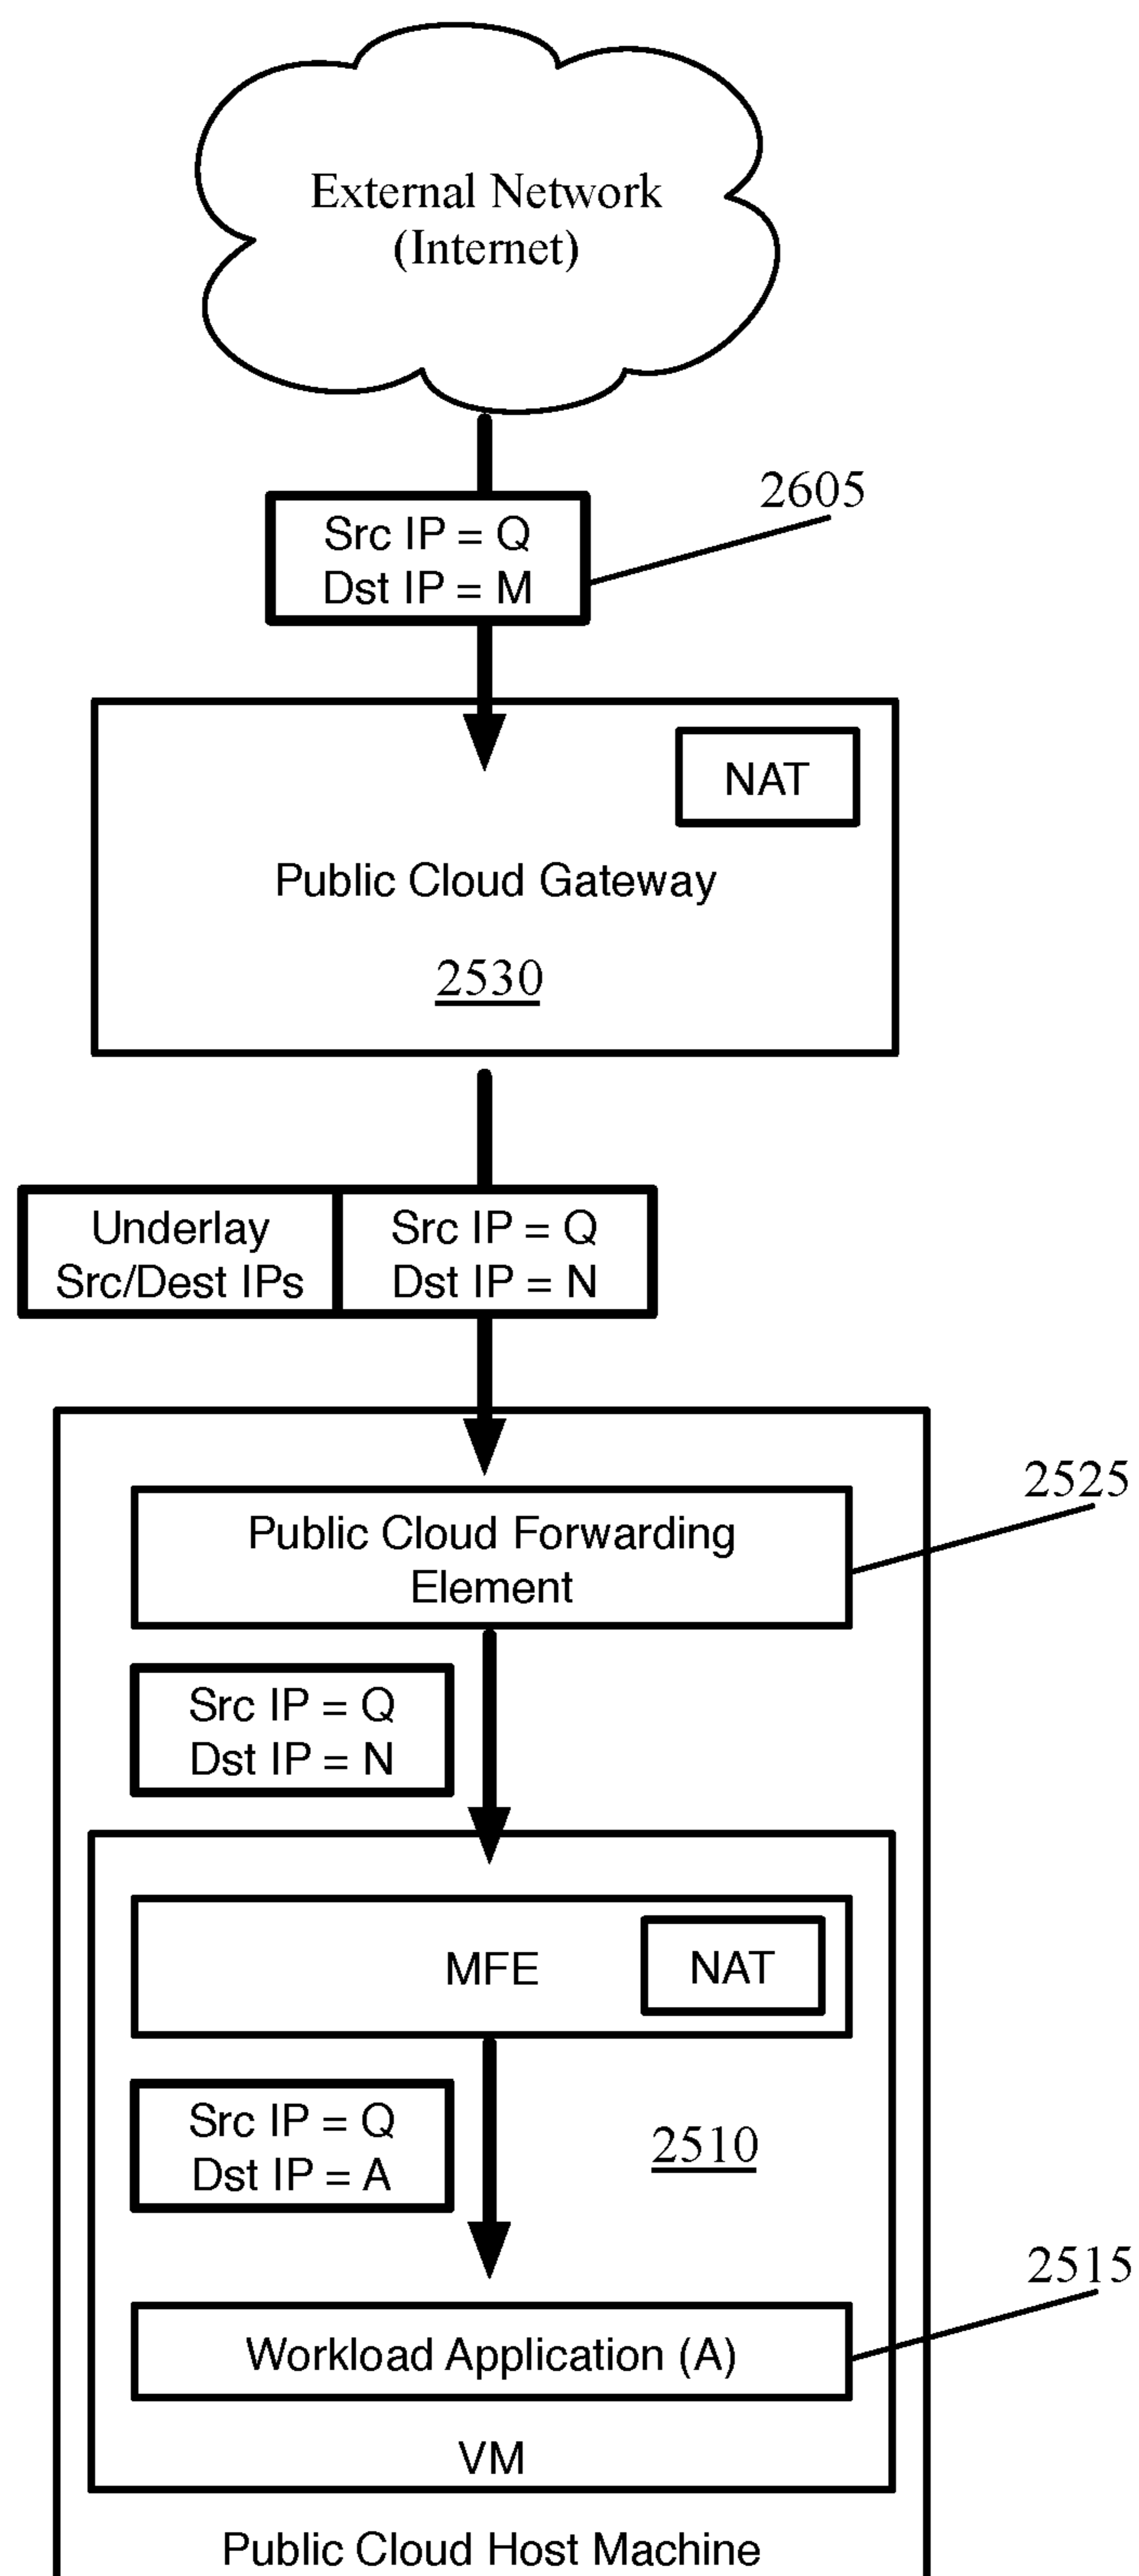 External Network
(Internet)
2605
Src IP = Q
Dst IP = M
NAT
Public Cloud Gateway
2530
Underlay
Src/Dest IPs
Src IP = Q
Dst IP = N
2525
Public Cloud Forwarding
Element
Src IP = Q
Dst IP = N
MFE
NAT
Src IP = Q
Dst IP = A
2510
2515
Workload Application (A)
VM
Public Cloud Host Machine